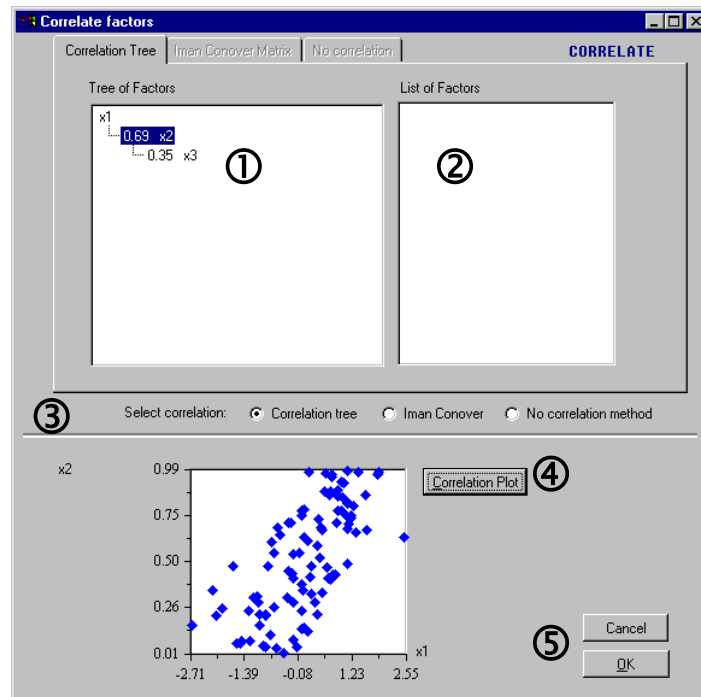 Correlate factors
Correlation Tree Iman Conover Matrix No correlation CORRELATE
Tree of Factors List of Factors
x1
0.69 x2
0.35 x3
① ②
③ Select correlation: Correlation tree Iman Conover No correlation method
x2 0.99
0.75
0.50
0.26
0.01
-2.71 -1.39 -0.08 1.23 2.55
x1
Correlation Plot ④
⑤ Cancel
OK